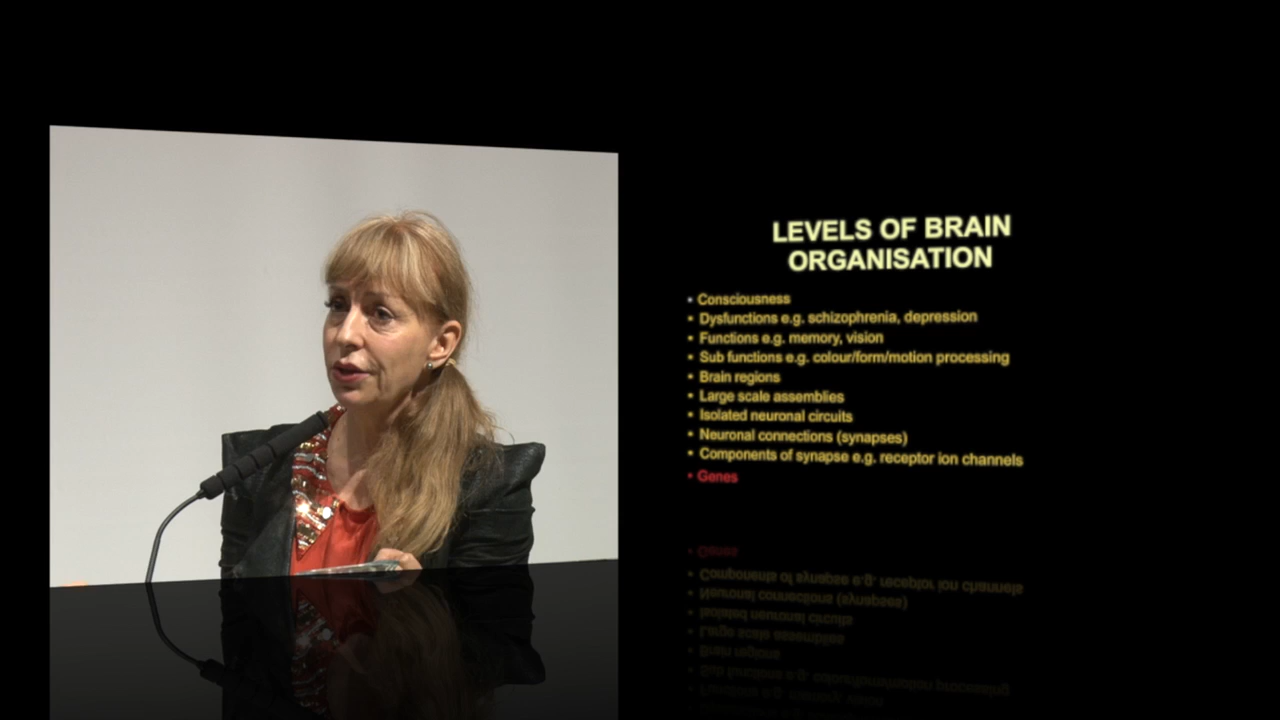 LEVELS OF BRAIN
ORGANISATION
• Consciousness
• Dysfunctions e.g. schizophrenia, depression
• Functions e.g. memory, vision
• Sub functions e.g. colour/form/motion processing
• Brain regions
• Large scale assemblies
• Isolated neuronal circuits
• Neuronal connections (synapses)
• Components of synapse e.g. receptor ion channels
• Genes